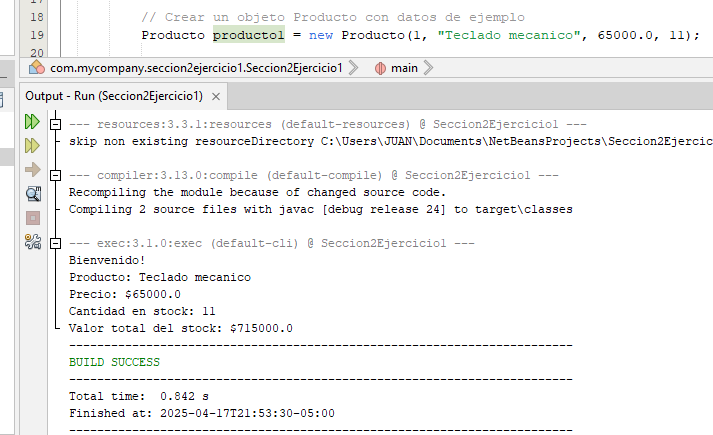 17
18 // Crear un objeto Producto con datos de ejemplo
19 Producto producto1 = new Producto(1, "Teclado mecanico", 65000.0, 11);
20
com.mycompany.seccion2ejercicio1.Seccion2Ejercicio1 main
Output - Run (Seccion2Ejercicio1) ×
--- resources:3.3.1:resources (default-resources) @ Seccion2Ejercicio1 ---
skip non existing resourceDirectory C:\Users\JUAN\Documents\NetBeansProjects\Seccion2Ejercic
--- compiler:3.13.0:compile (default-compile) @ Seccion2Ejercicio1 ---
Recompiling the module because of changed source code.
Compiling 2 source files with javac [debug release 24] to target\classes
--- exec:3.1.0:exec (default-cli) @ Seccion2Ejercicio1 ---
Bienvenido!
Producto: Teclado mecanico
Precio: $65000.0
Cantidad en stock: 11
Valor total del stock: $715000.0
------------------------------------------------------------------------
BUILD SUCCESS
------------------------------------------------------------------------
Total time:  0.842 s
Finished at: 2025-04-17T21:53:30-05:00
------------------------------------------------------------------------